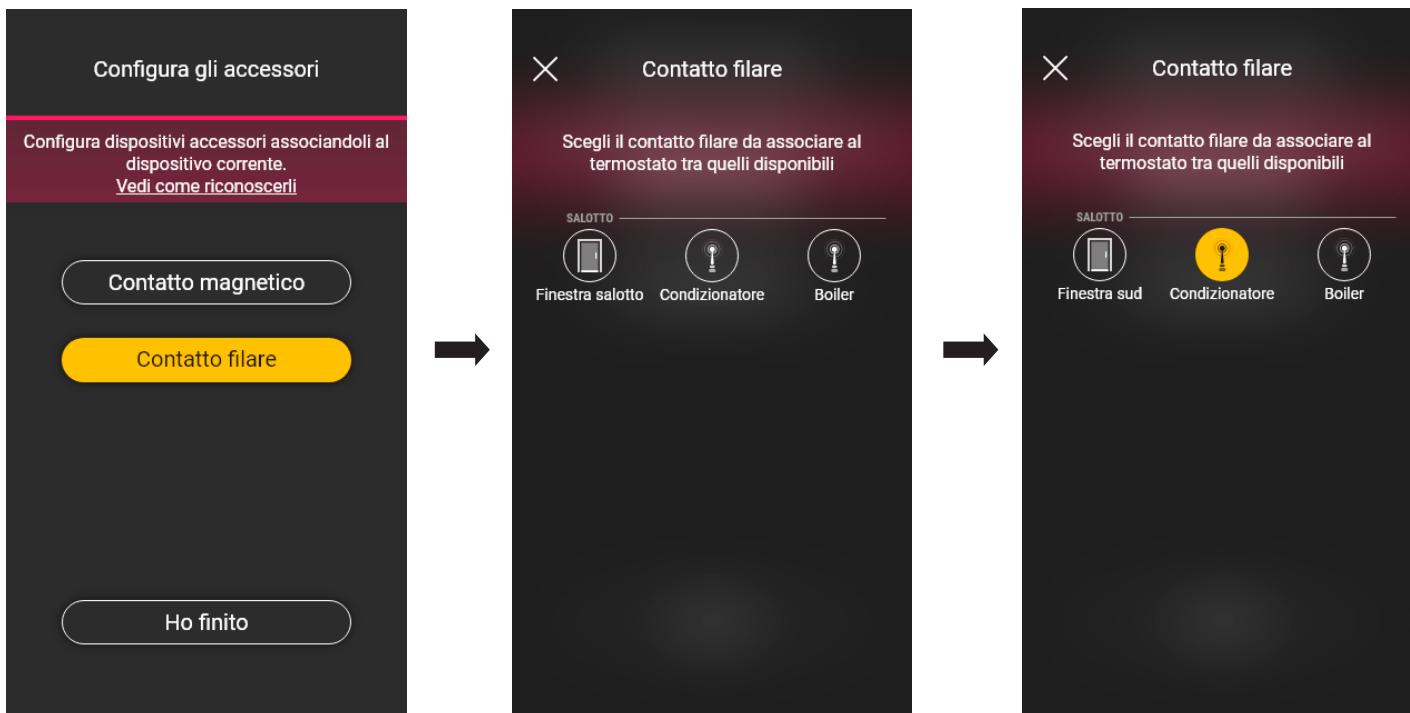 Configura gli accessori
Configura dispositivi accessori associandoli al
dispositivo corrente.
Vedi come riconoscerli
Contatto magnetico
Contatto filare
Ho finito
Contatto filare
Scegli il contatto filare da associare al
termostato tra quelli disponibili
SALOTTO
Finestra salotto Condizionatore Boiler
Contatto filare
Scegli il contatto filare da associare al
termostato tra quelli disponibili
SALOTTO
Finestra sud Condizionatore Boiler